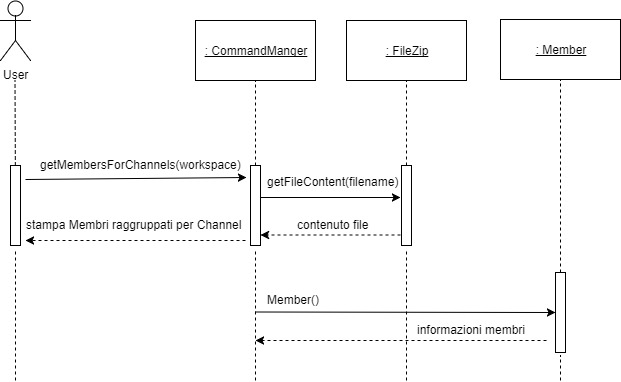 : CommandManger
: FileZip
: Member
User
getMembersForChannels(workspace)
getFileContent(filename)
stampa Membri raggruppati per Channel
contenuto file
Member()
informazioni membri